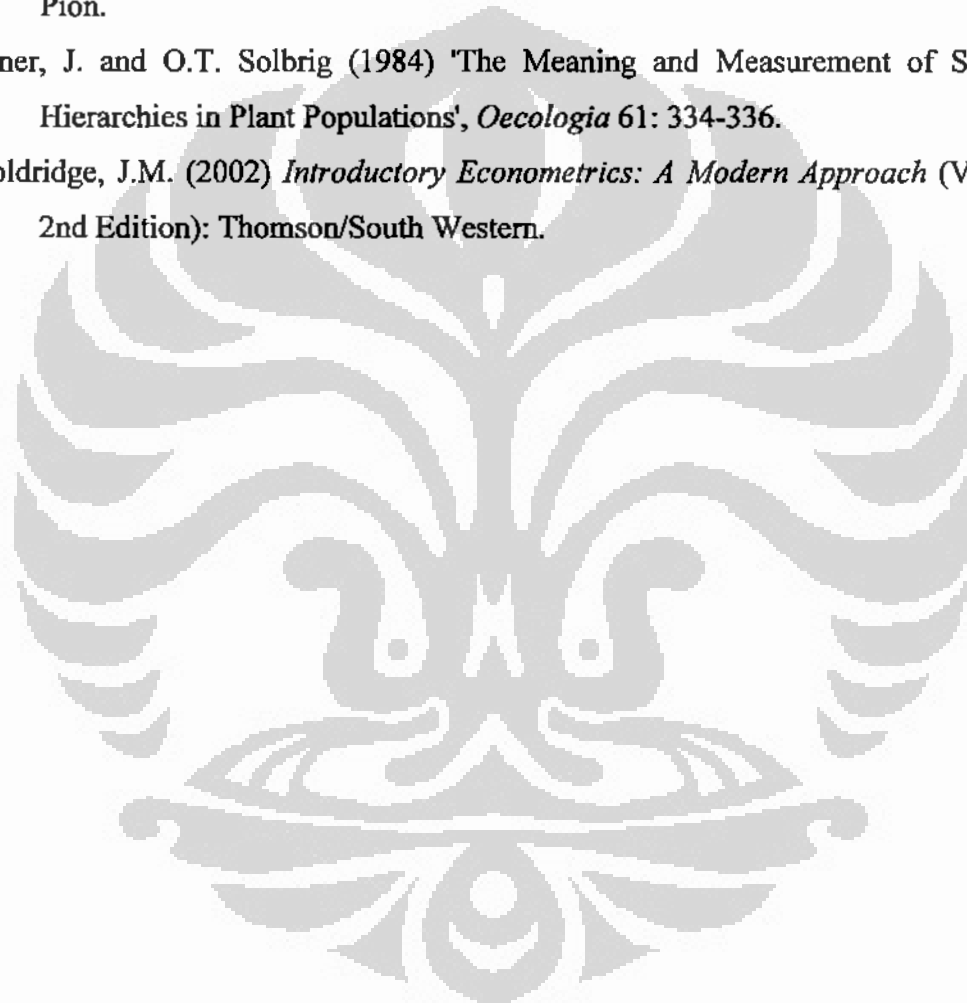 Pion.
ner, J. and O.T. Solbrig (1984) 'The Meaning and Measurement of S
Hierarchies in Plant Populations', Oecologia 61: 334-336.
oldridge, J.M. (2002) Introductory Econometrics: A Modern Approach (V
2nd Edition): Thomson/South Western.